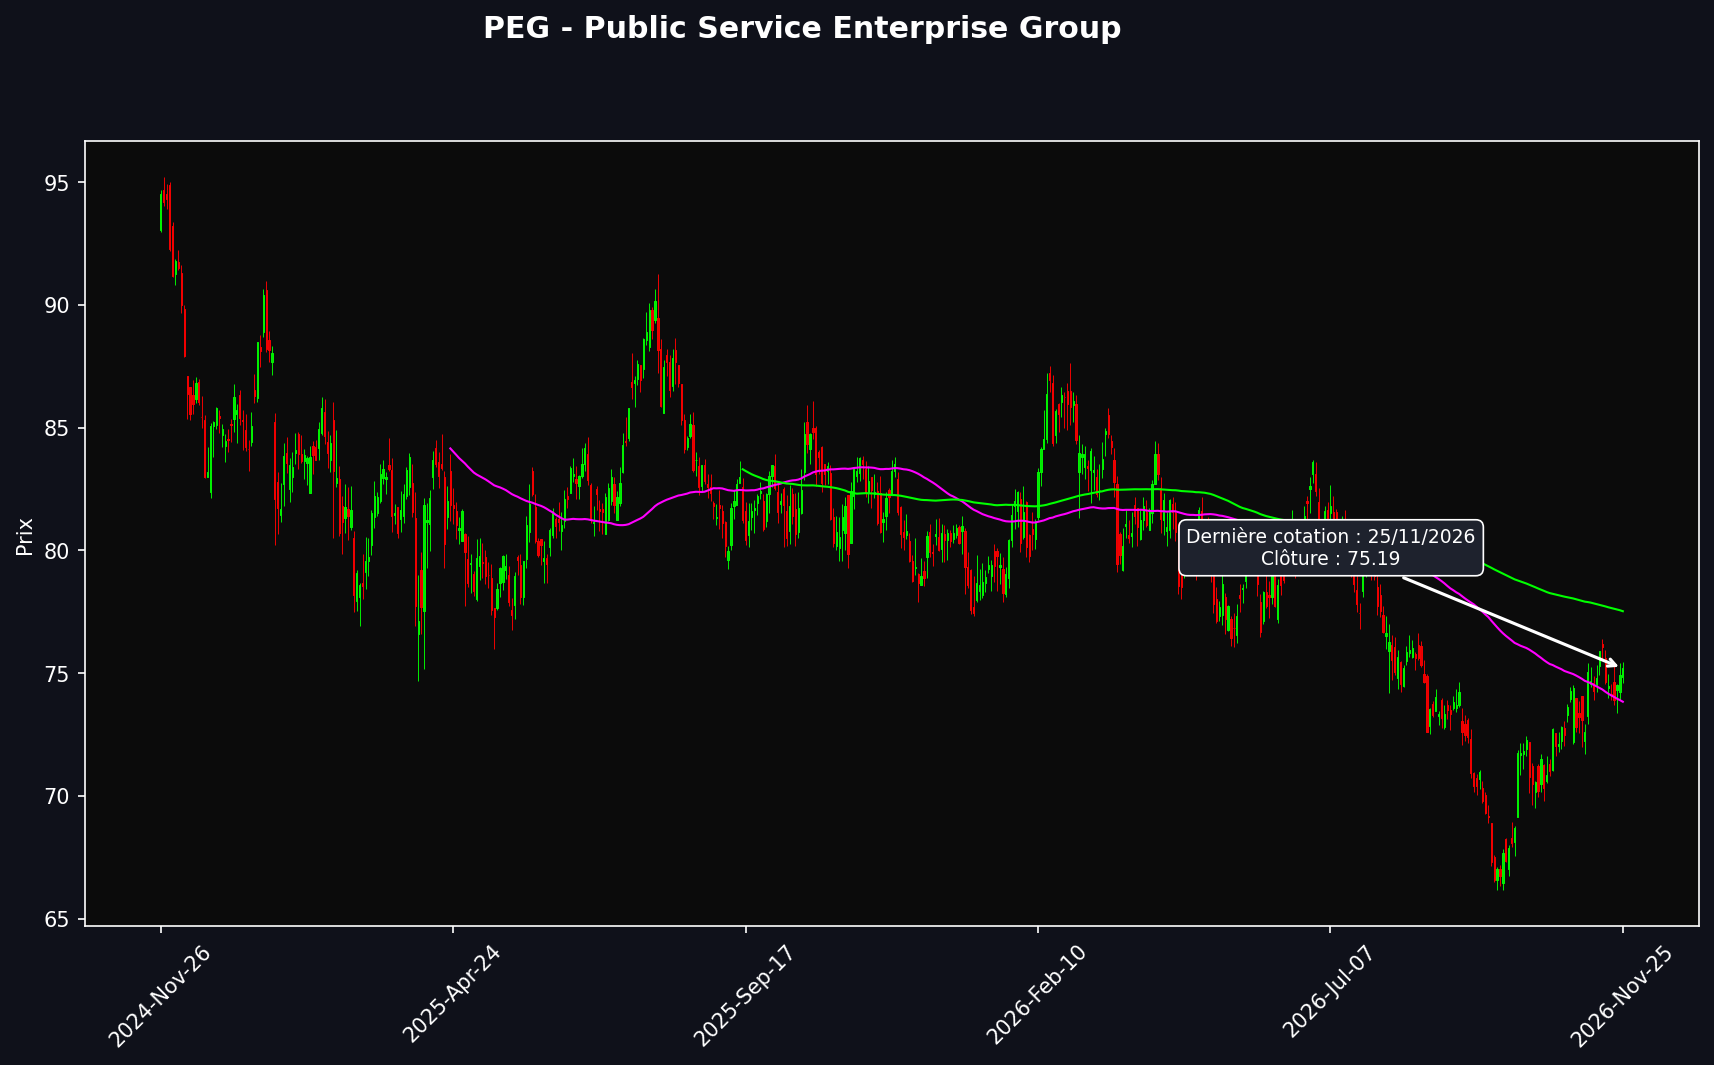 PEG - Public Service Enterprise Group
Prix
95
90
85
80
75
70
65
Dernière cotation : 25/11/2026
Clôture : 75.19
2024-Nov-26
2025-Apr-24
2025-Sep-17
2026-Feb-10
2026-Jul-07
2026-Nov-25